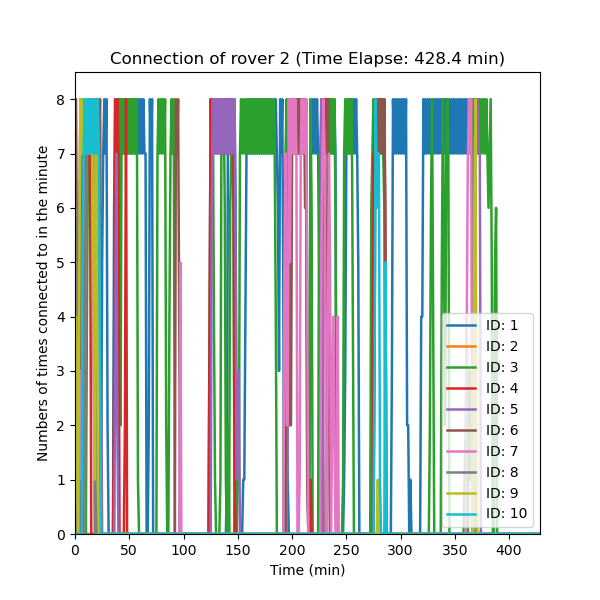 Connection of rover 2 (Time Elapse: 428.4 min)
Numbers of times connected to in the minute
8
7
6
5
4
3
2
1
0
0 50 100 150 200 250 300 350 400
Time (min)
ID: 1
ID: 2
ID: 3
ID: 4
ID: 5
ID: 6
ID: 7
ID: 8
ID: 9
ID: 10